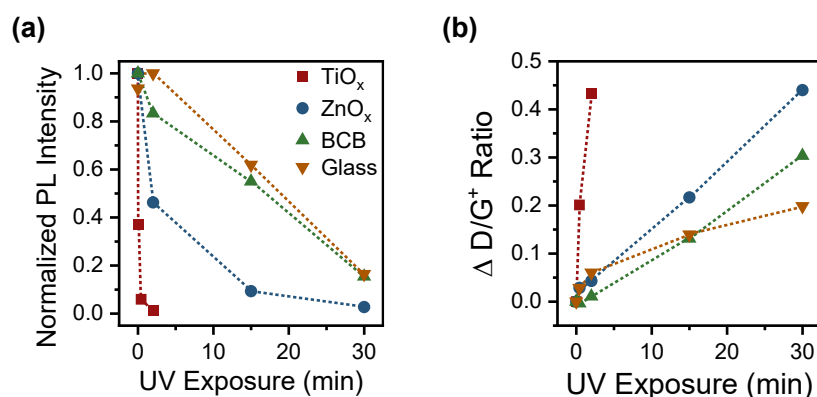 (a)
Normalized PL Intensity
1.0
0.8
0.6
0.4
0.2
0.0
0
10
20
30
UV Exposure (min)
TiOₓ
ZnOₓ
BCB
Glass
(b)
Δ D/G⁺ Ratio
0.5
0.4
0.3
0.2
0.1
0.0
0
10
20
30
UV Exposure (min)